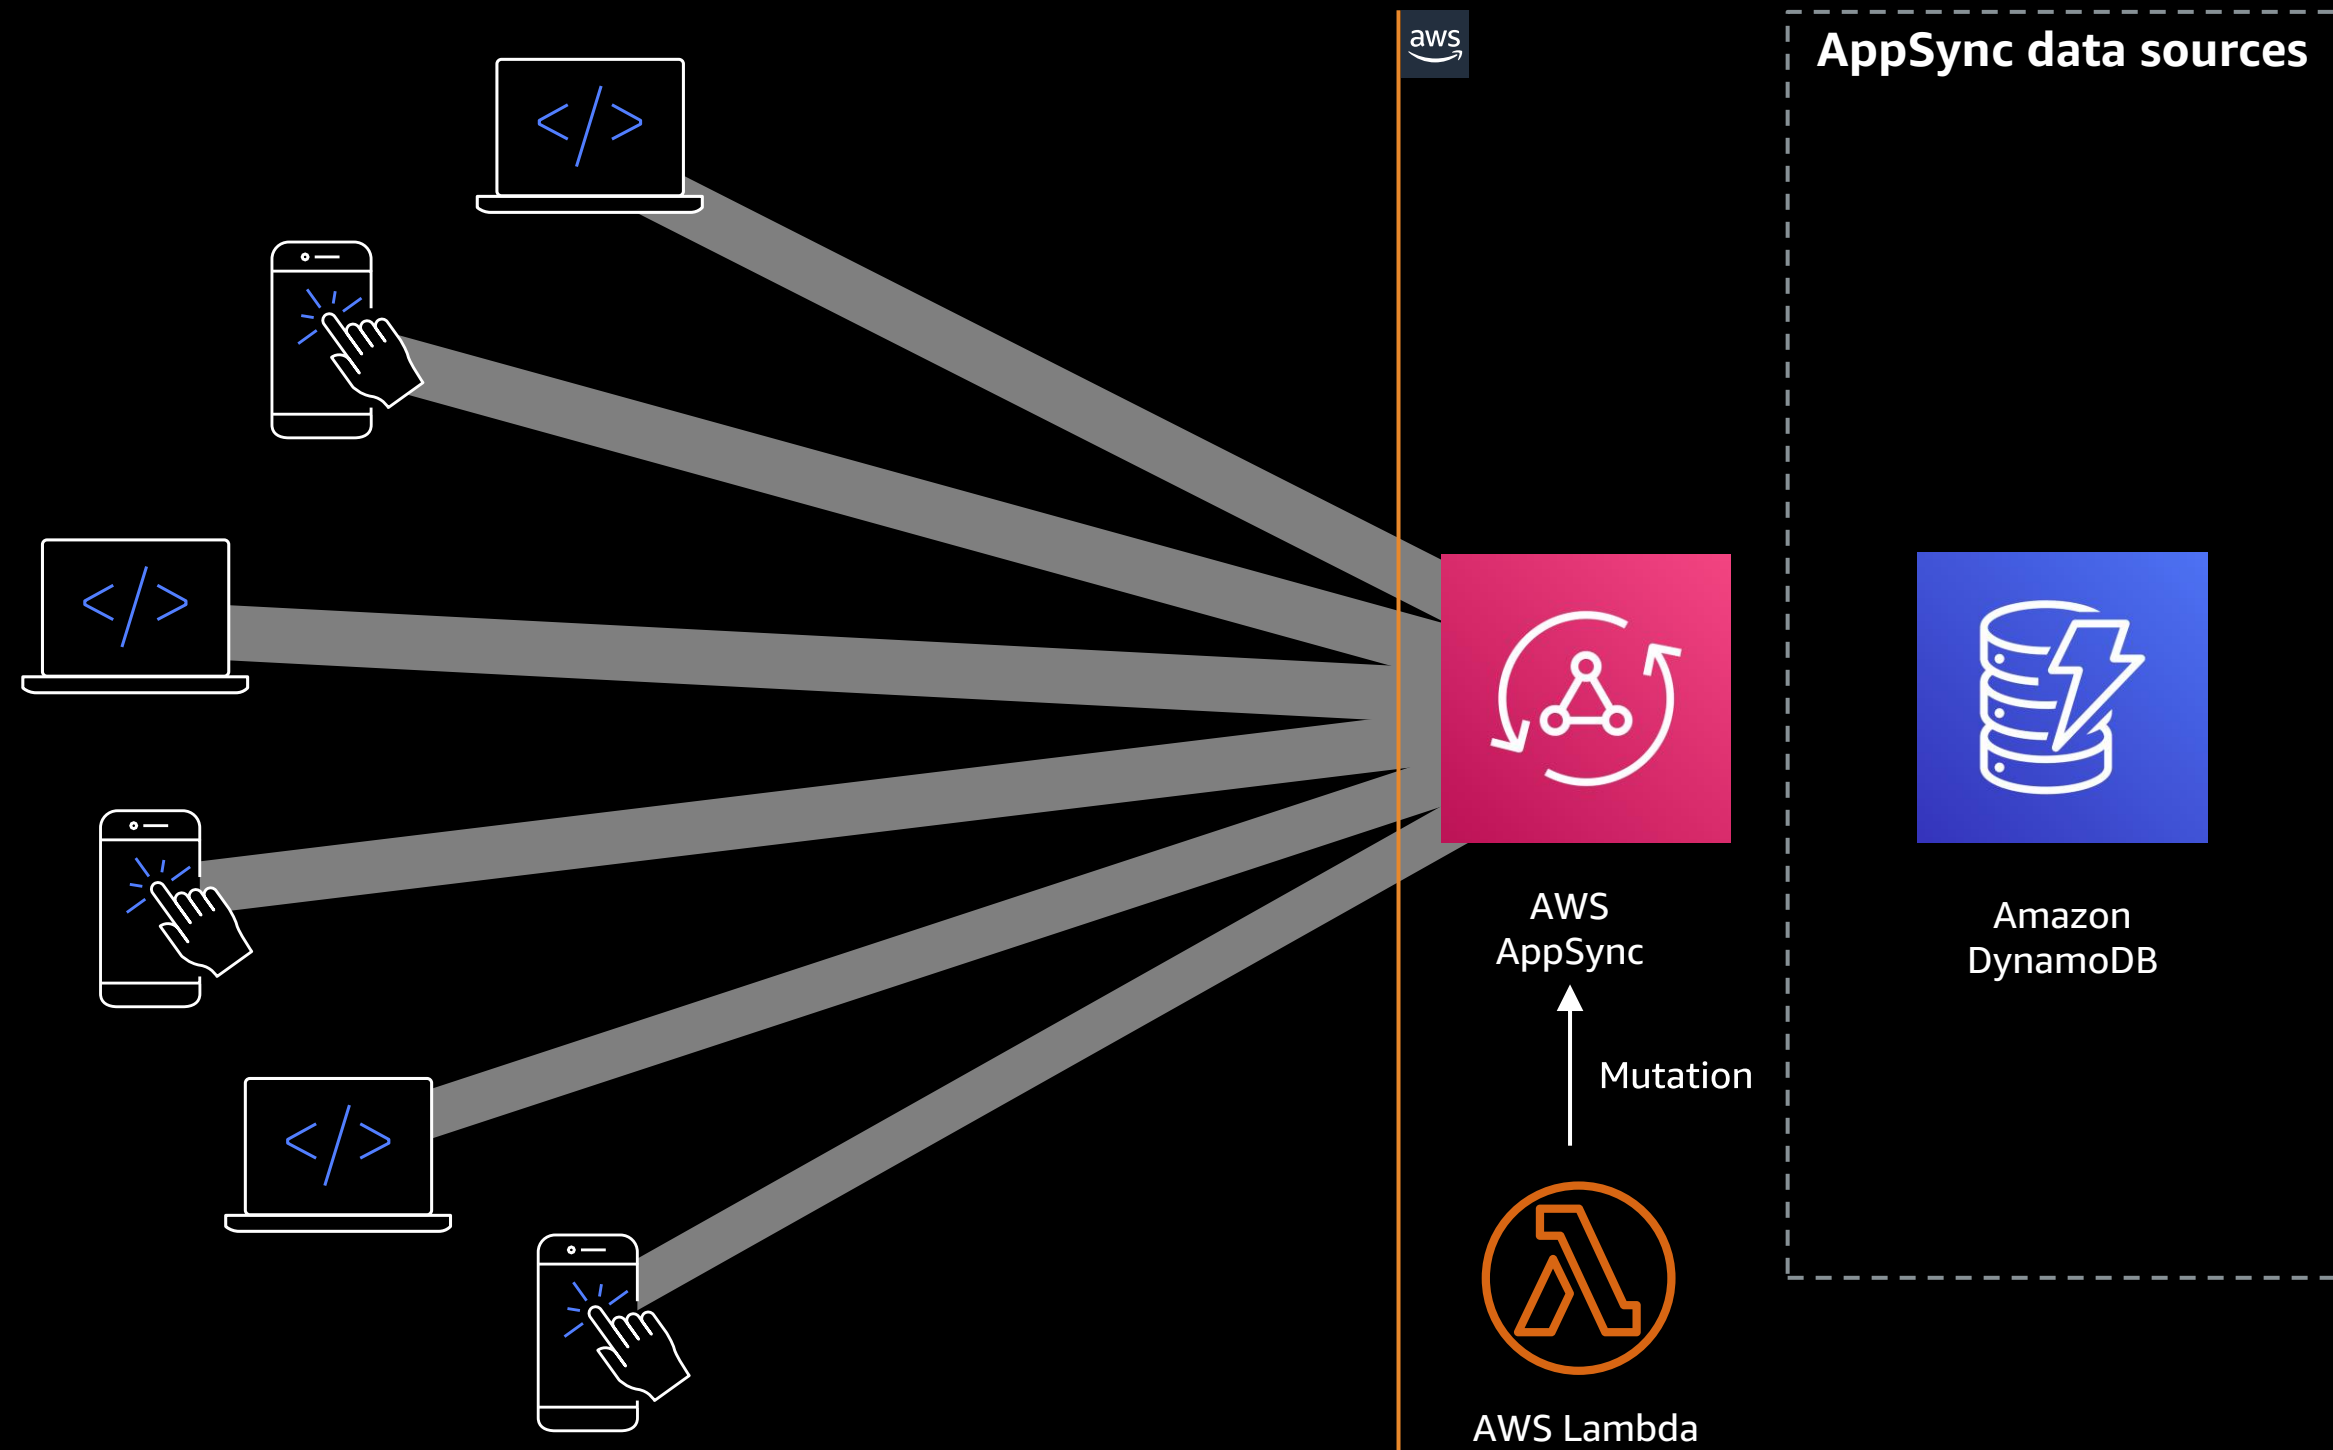 aws
AppSync data sources
AWS
AppSync
Amazon
DynamoDB
Mutation
AWS Lambda